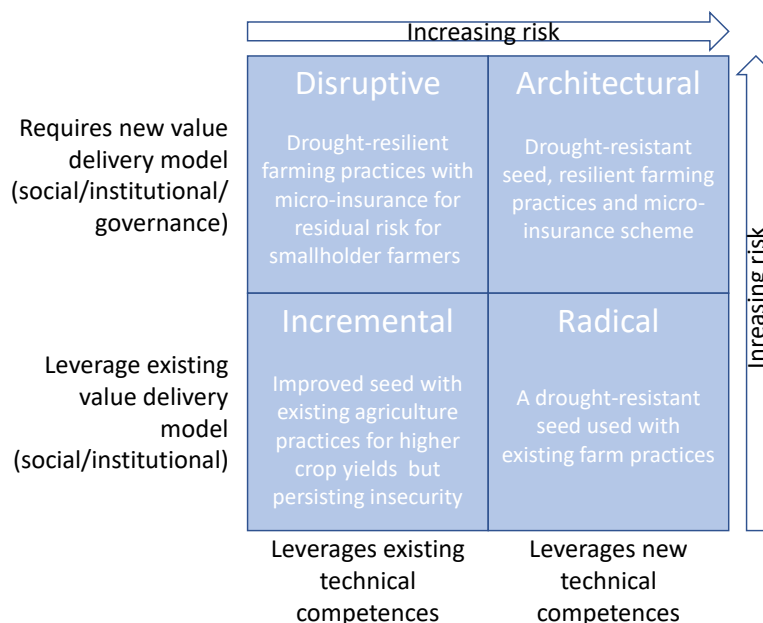 Increasing risk
Disruptive
Drought-resilient
farming practices with
micro-insurance for
residual risk for
smallholder farmers
Architectural
Drought-resistant
seed, resilient farming
practices and micro-
insurance scheme
Requires new value
delivery model
(social/institutional/
governance)
Increasing risk
Incremental
Improved seed with
existing agriculture
practices for higher
crop yields but
persisting insecurity
Radical
A drought-resistant
seed used with
existing farm practices
Leverage existing
value delivery
model
(social/institutional)
Leverages existing
technical
competences
Leverages new
technical
competences